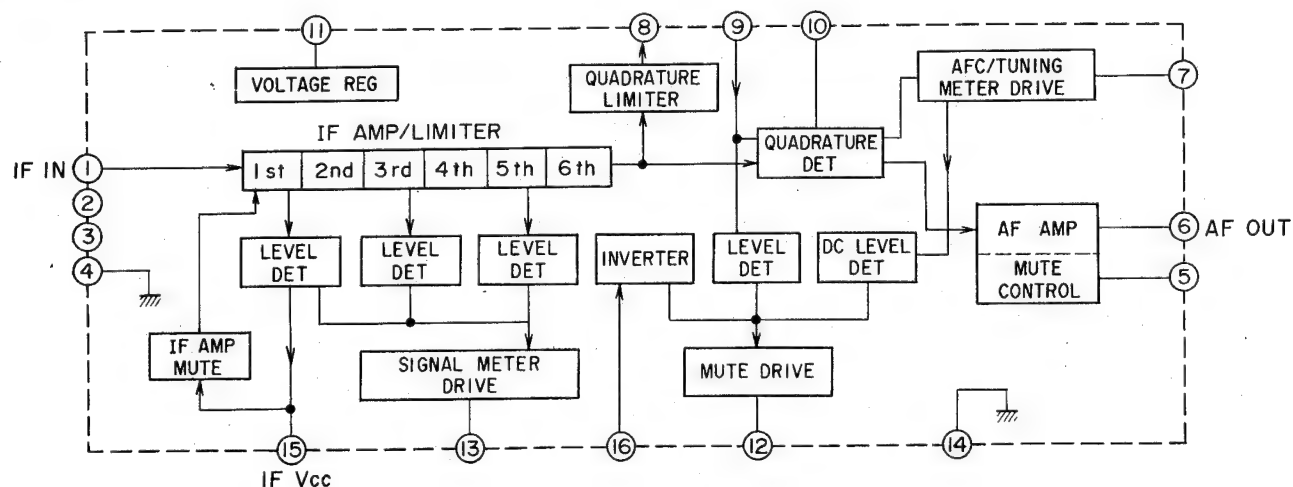 11
8
9
10
VOLTAGE REG
QUADRATURE
LIMITER
AFC/TUNING
METER DRIVE
7
IF AMP/LIMITER
QUADRATURE
DET
IF IN 1
1st 2nd 3rd 4th 5th 6th
2
3
4
LEVEL
DET
LEVEL
DET
LEVEL
DET
INVERTER
LEVEL
DET
DC LEVEL
DET
AF AMP
MUTE
CONTROL
6 AF OUT
5
IF AMP
MUTE
SIGNAL METER
DRIVE
MUTE DRIVE
15
13
16
12
14
IF Vcc